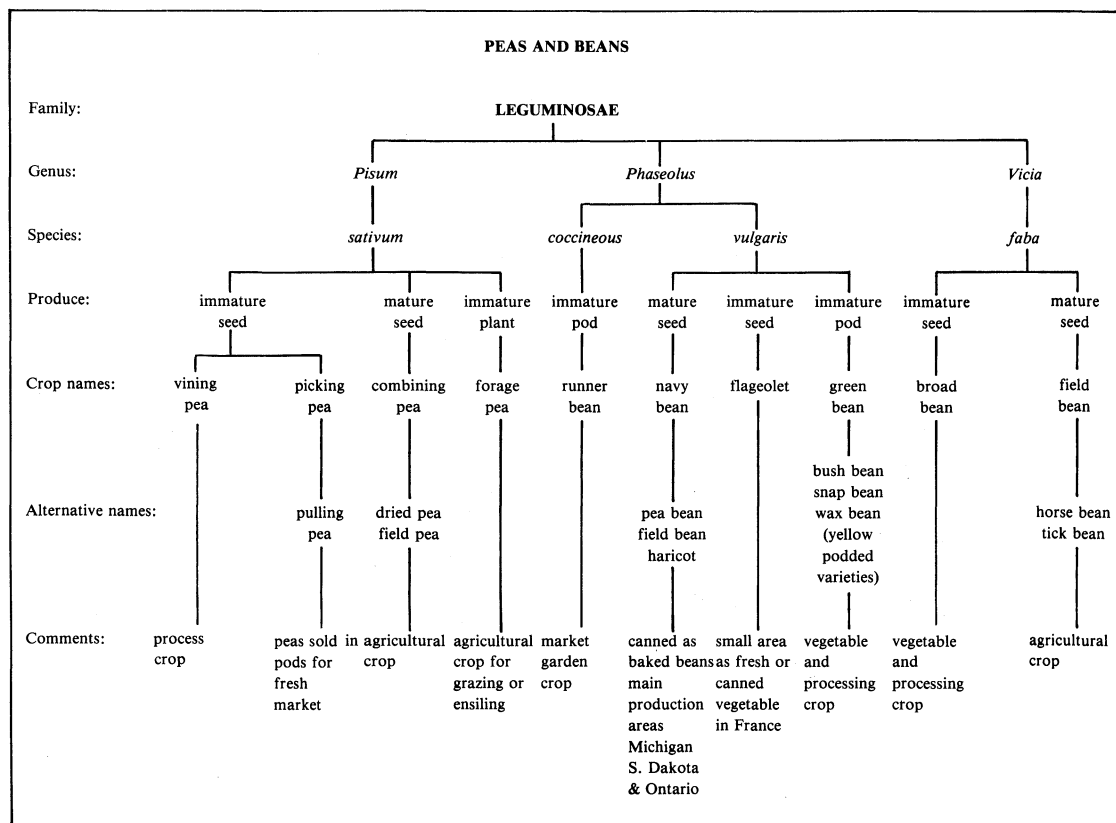 PEAS AND BEANS
Family: LEGUMINOSAE
Genus: Pisum Phaseolus Vicia
Species: sativum coccineous vulgaris faba
Produce: immature mature immature immature mature immature immature immature mature
seed seed plant pod seed seed pod seed seed
Crop names: vining picking combining forage runner navy flageolet green broad field
pea pea pea pea bean bean bean bean bean
bush bean
snap bean
Alternative names: pulling dried pea pea bean wax bean horse bean
pea field pea field bean (yellow tick bean
haricot podded
varieties)
Comments: process peas sold in agricultural agricultural market canned as small area vegetable vegetable agricultural
crop pods for crop crop for garden baked beans as fresh or and and crop
fresh grazing or crop main canned processing processing
market ensiling production vegetable crop crop
areas in France
Michigan
S. Dakota
& Ontario